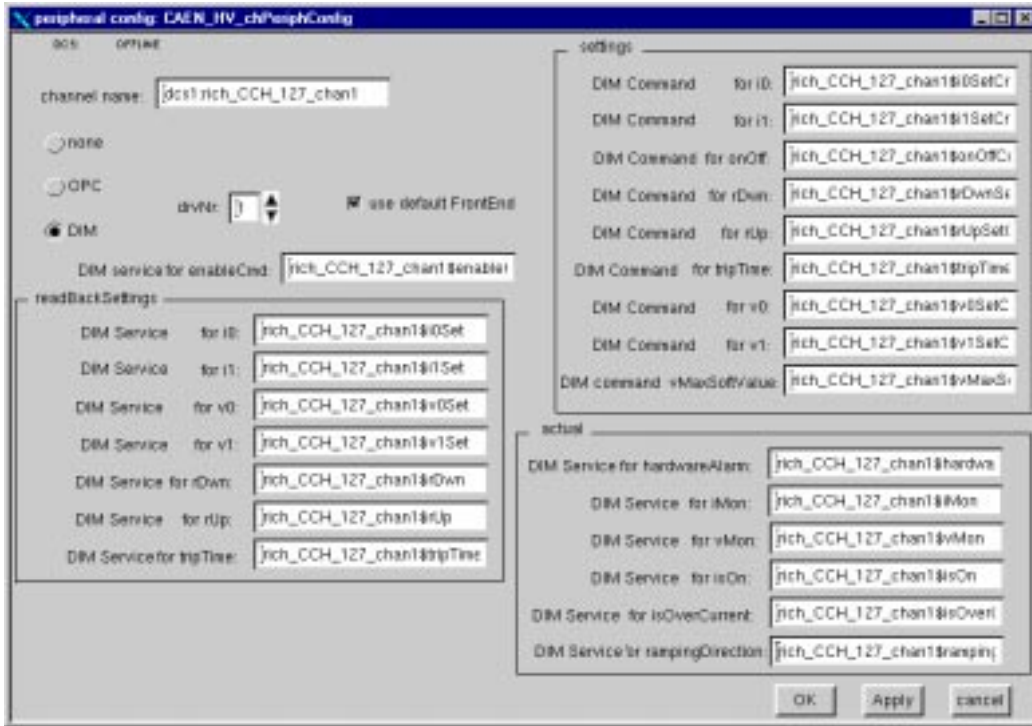 peripheral config: CAEN_HV_chPeriphConfig
DCS: OFFLINE
channel name: dcs1:rich_CCH_127_chan1
none
OPC
DIM
drvNr: 1
use default FrontEnd
DIM service for enableCmd: rich_CCH_127_chan1$enable
readBackSettings
DIM Service for i0: rich_CCH_127_chan1$i0Set
DIM Service for i1: rich_CCH_127_chan1$i1Set
DIM Service for v0: rich_CCH_127_chan1$v0Set
DIM Service for v1: rich_CCH_127_chan1$v1Set
DIM Service for rDwn: rich_CCH_127_chan1$rDwn
DIM Service for rUp: rich_CCH_127_chan1$rUp
DIM Service for tripTime: rich_CCH_127_chan1$tripTime
settings
DIM Command for i0: rich_CCH_127_chan1$i0SetCr
DIM Command for i1: rich_CCH_127_chan1$i1SetCr
DIM Command for onOff: rich_CCH_127_chan1$onOffC
DIM Command for rDwn: rich_CCH_127_chan1$rDwnSe
DIM Command for rUp: rich_CCH_127_chan1$rUpSet
DIM Command for tripTime: rich_CCH_127_chan1$tripTime
DIM Command for v0: rich_CCH_127_chan1$v0SetC
DIM Command for v1: rich_CCH_127_chan1$v1SetC
DIM command vMaxSoftValue: rich_CCH_127_chan1$vMaxS
actual
DIM Service for hardwareAlarm: rich_CCH_127_chan1$hardwa
DIM Service for iMon: rich_CCH_127_chan1$iMon
DIM Service for vMon: rich_CCH_127_chan1$vMon
DIM Service for isOn: rich_CCH_127_chan1$isOn
DIM Service for isOverCurrent: rich_CCH_127_chan1$isOver
DIM Service for rampingDirection: rich_CCH_127_chan1$ramping
OK Apply cancel